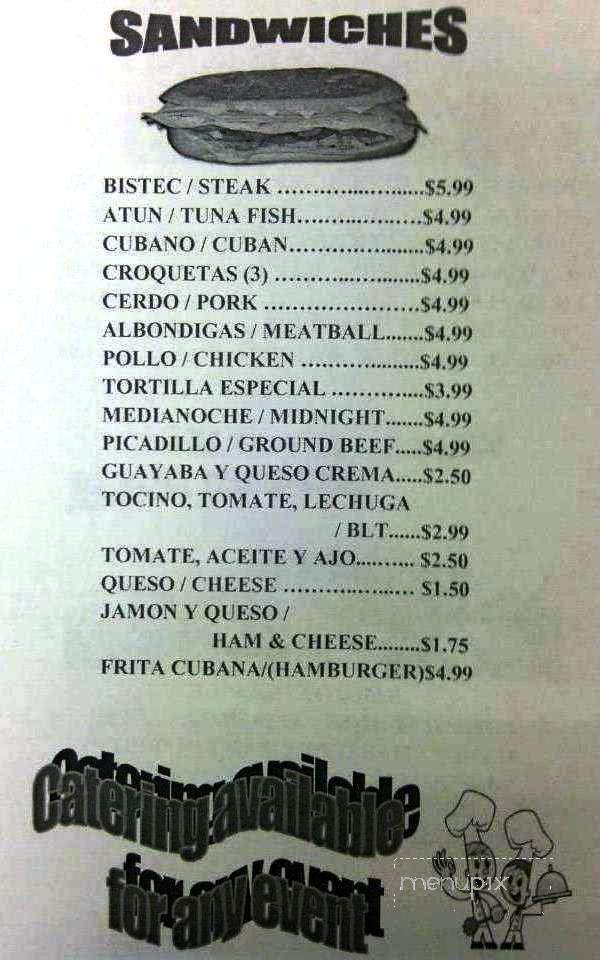 SANDWICHES
BISTEC / STEAK ........................$5.99
ATUN / TUNA FISH....................$4.99
CUBANO / CUBAN......................$4.99
CROQUETAS (3) ........................$4.99
CERDO / PORK .........................$4.99
ALBONDIGAS / MEATBALL.......$4.99
POLLO / CHICKEN ....................$4.99
TORTILLA ESPECIAL ...............$3.99
MEDIANOCHE / MIDNIGHT.......$4.99
PICADILLO / GROUND BEEF.....$4.99
GUAYABA Y QUESO CREMA.....$2.50
TOCINO, TOMATE, LECHUGA
/ BLT......$2.99
TOMATE, ACEITE Y AJO........... $2.50
QUESO / CHEESE ...................... $1.50
JAMON Y QUESO /
HAM & CHEESE........$1.75
FRITA CUBANA/(HAMBURGER)$4.99
Catering available
for any event
menupix